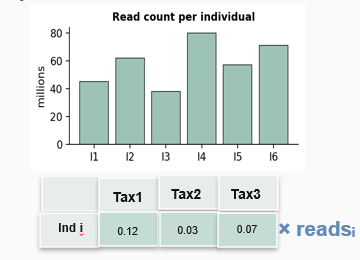 Read count per individual
millions
80
60
40
20
0
I1 I2 I3 I4 I5 I6
Tax1 Tax2 Tax3
Ind i 0.12 0.03 0.07 × readsi